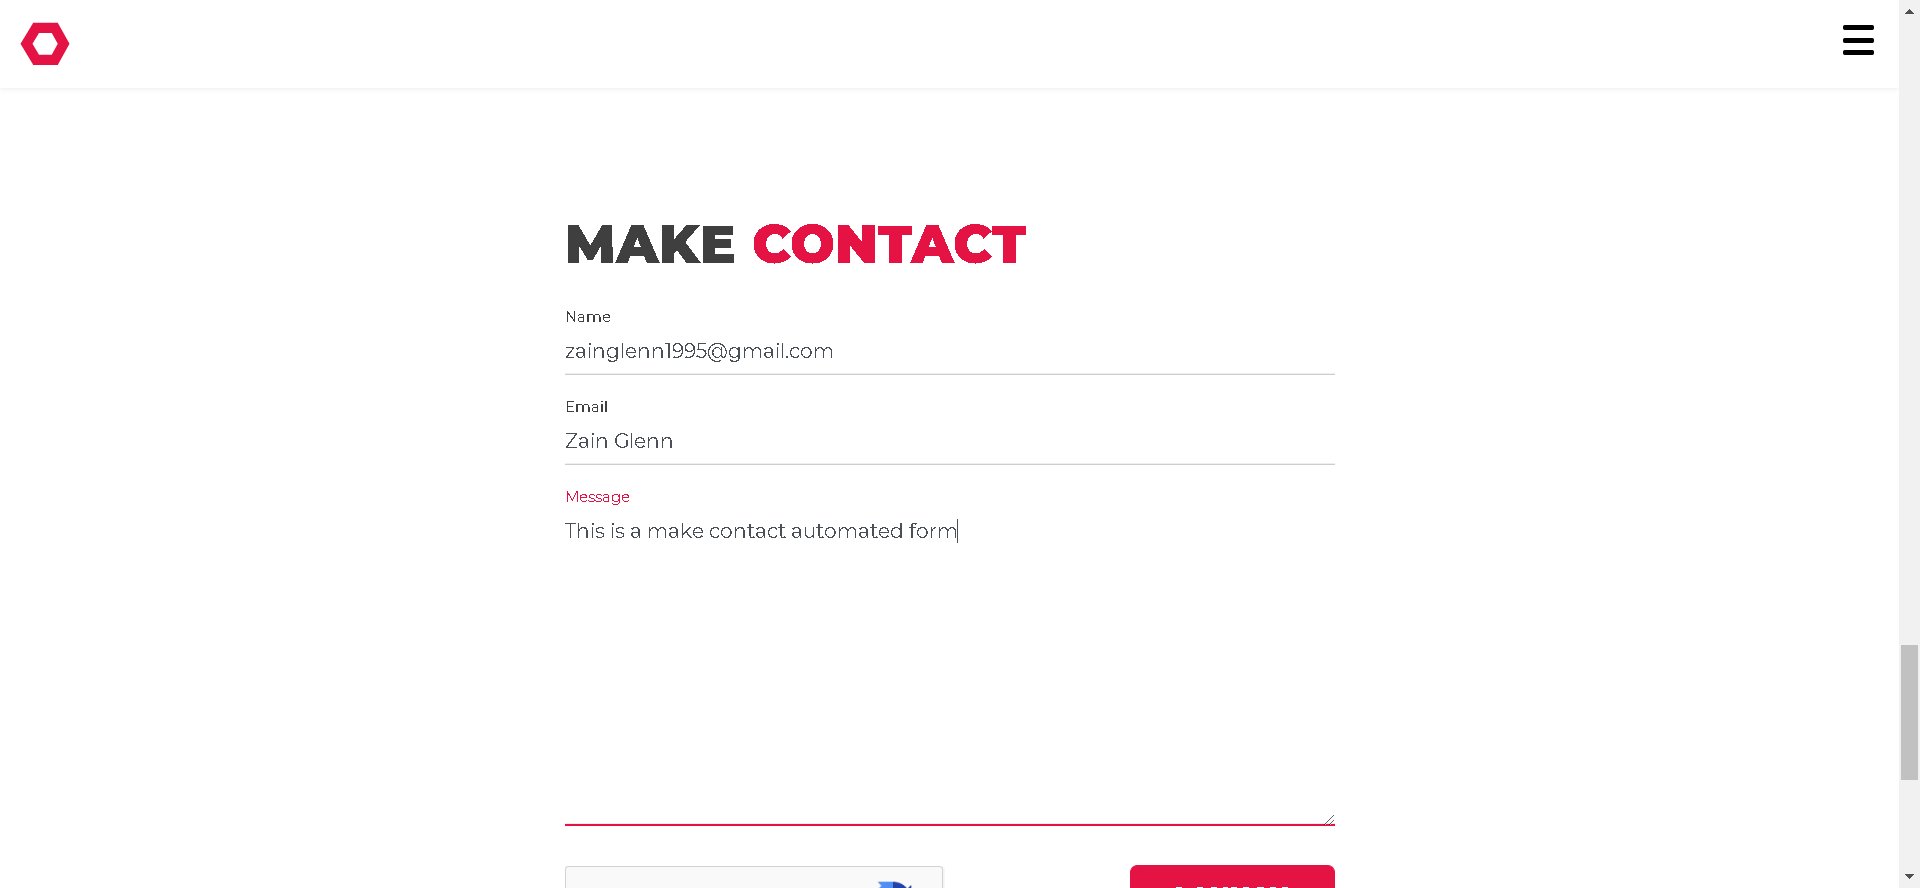 MAKE CONTACT
Name
zainglenn1995@gmail.com
Email
Zain Glenn
Message
This is a make contact automated form